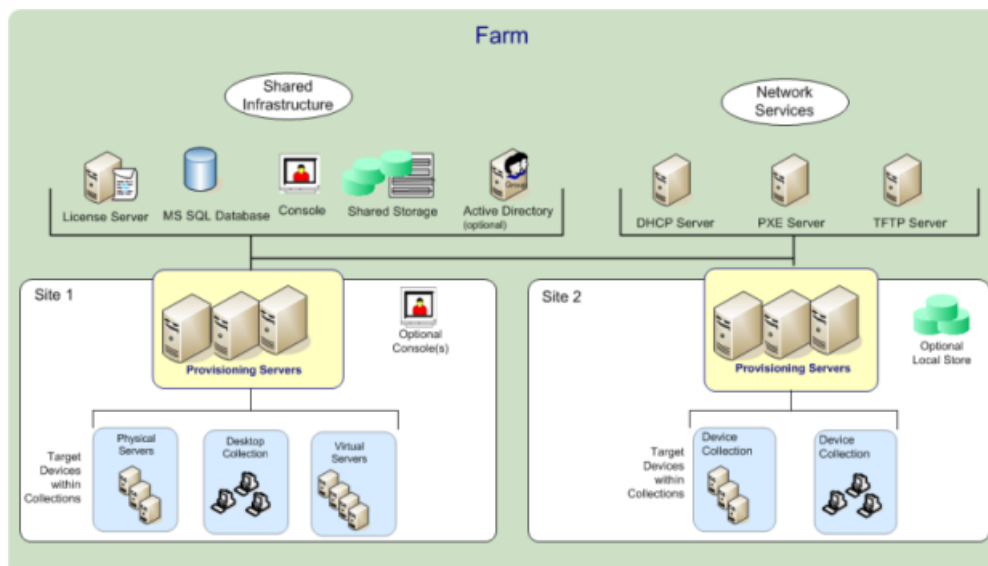 Farm
Shared
Infrastructure
Network
Services
License Server
MS SQL Database
Console
Shared Storage
Group
Active Directory
(optional)
DHCP Server
PXE Server
TFTP Server
Site 1
Provisioning Servers
Optional
Console(s)
Target
Devices
within
Collections
Physical
Servers
Desktop
Collection
Virtual
Servers
Site 2
Provisioning Servers
Optional
Local Store
Target
Devices
within
Collections
Device
Collection
Device
Collection